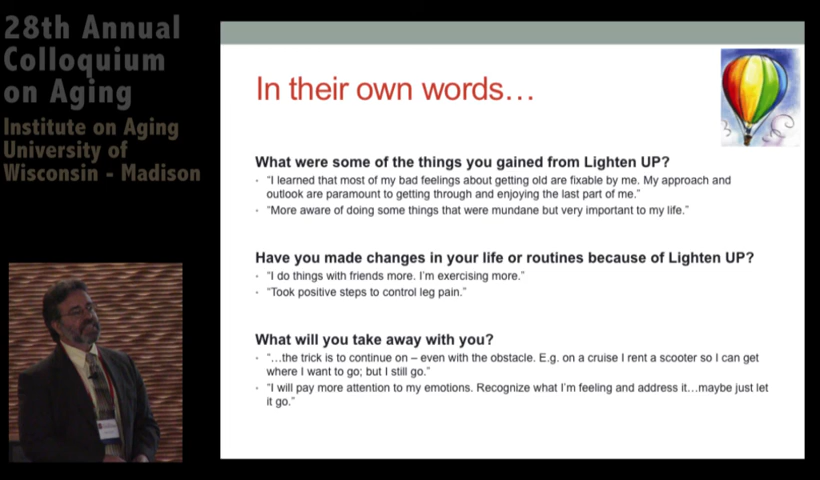 28th Annual
Colloquium
on Aging
Institute on Aging
University of
Wisconsin - Madison
In their own words…
What were some of the things you gained from Lighten UP?
• "I learned that most of my bad feelings about getting old are fixable by me. My approach and
outlook are paramount to getting through and enjoying the last part of me."
• "More aware of doing some things that were mundane but very important to my life."
Have you made changes in your life or routines because of Lighten UP?
• "I do things with friends more. I'm exercising more."
• "Took positive steps to control leg pain."
What will you take away with you?
• "…the trick is to continue on – even with the obstacle. E.g. on a cruise I rent a scooter so I can get
where I want to go; but I still go."
• "I will pay more attention to my emotions. Recognize what I'm feeling and address it…maybe just let
it go."